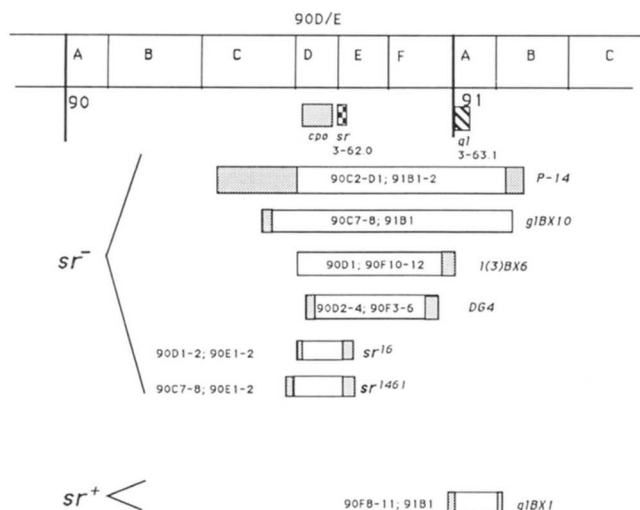 90D/E
A B C D E F A B C
90 91
cpo sr gl
3-62.0 3-63.1
90C2-D1; 91B1-2 P-14
90C7-8; 91B1 glBX10
sr-
90D1; 90F10-12 l(3)BX6
90D2-4; 90F3-6 DG4
90D1-2; 90E1-2 sr16
90C7-8; 90E1-2 sr1461
sr+
90F8-11; 91B1 glBX1